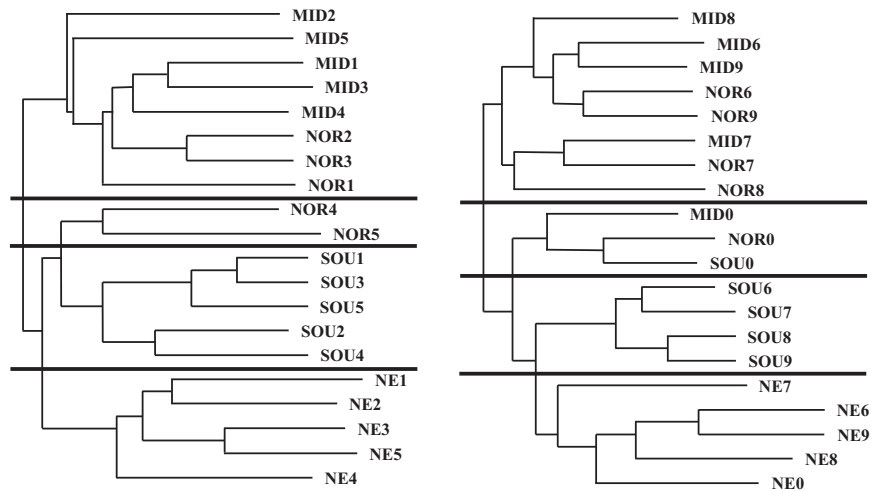 MID2
MID5
MID1
MID3
MID4
NOR2
NOR3
NOR1
NOR4
NOR5
SOU1
SOU3
SOU5
SOU2
SOU4
NE1
NE2
NE3
NE5
NE4
MID8
MID6
MID9
NOR6
NOR9
MID7
NOR7
NOR8
MID0
NOR0
SOU0
SOU6
SOU7
SOU8
SOU9
NE7
NE6
NE9
NE8
NE0